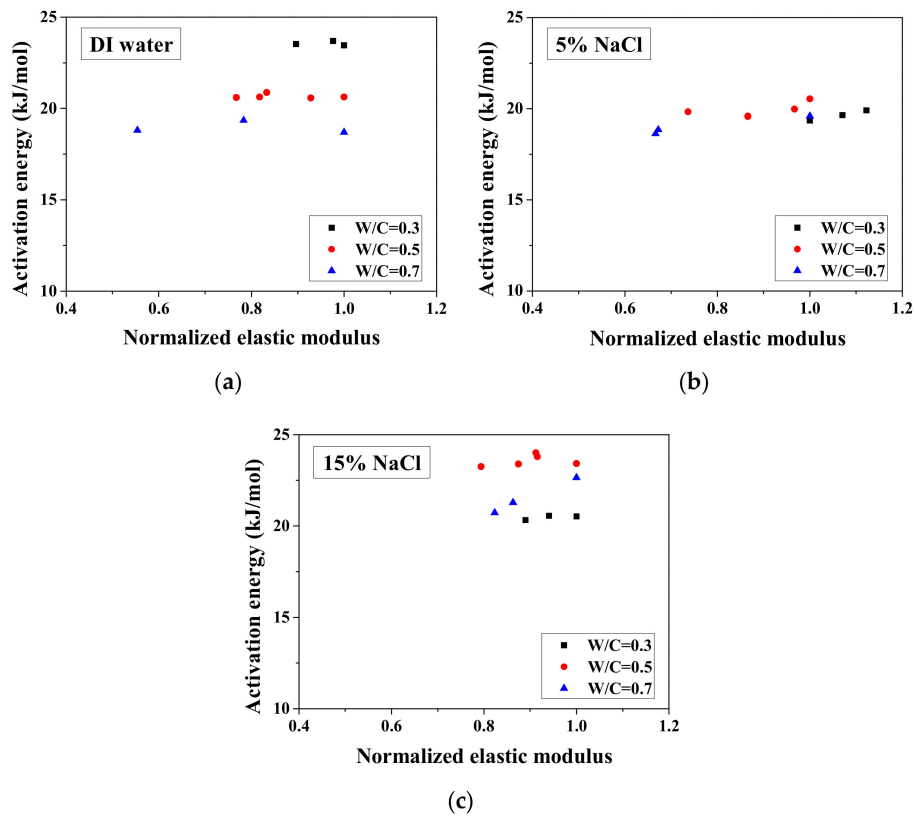 DI water
Activation energy (kJ/mol)
25
20
15
10
W/C=0.3
W/C=0.5
W/C=0.7
0.4
0.6
0.8
1.0
1.2
Normalized elastic modulus
(a)
5% NaCl
Activation energy (kJ/mol)
25
20
15
10
W/C=0.3
W/C=0.5
W/C=0.7
0.4
0.6
0.8
1.0
1.2
Normalized elastic modulus
(b)
15% NaCl
Activation energy (kJ/mol)
25
20
15
10
W/C=0.3
W/C=0.5
W/C=0.7
0.4
0.6
0.8
1.0
1.2
Normalized elastic modulus
(c)